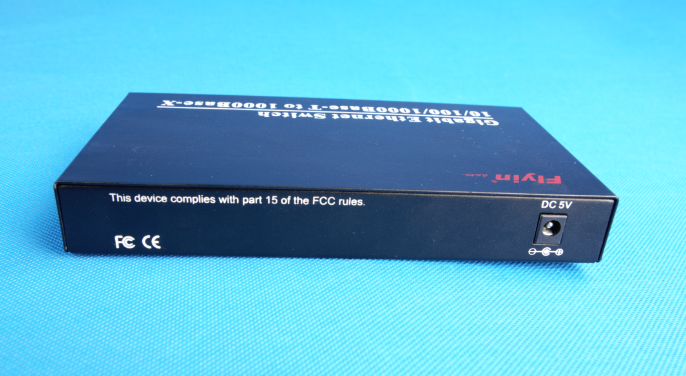 Gigabit Ethernet Switch
10/100/1000Base-T to 1000Base-X
Flyin
This device complies with part 15 of the FCC rules.
DC 5V
FC CE